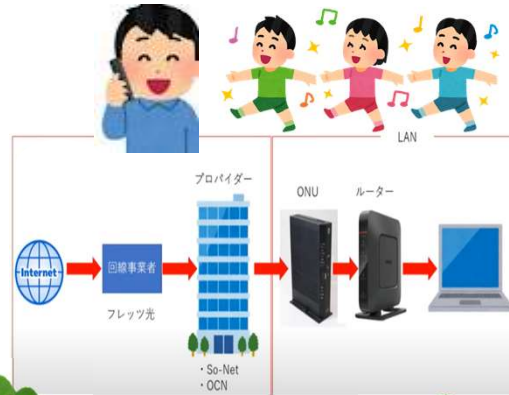 LAN
プロバイダー
ONU
ルーター
Internet
回線事業者
フレッツ光
・So-Net
・OCN